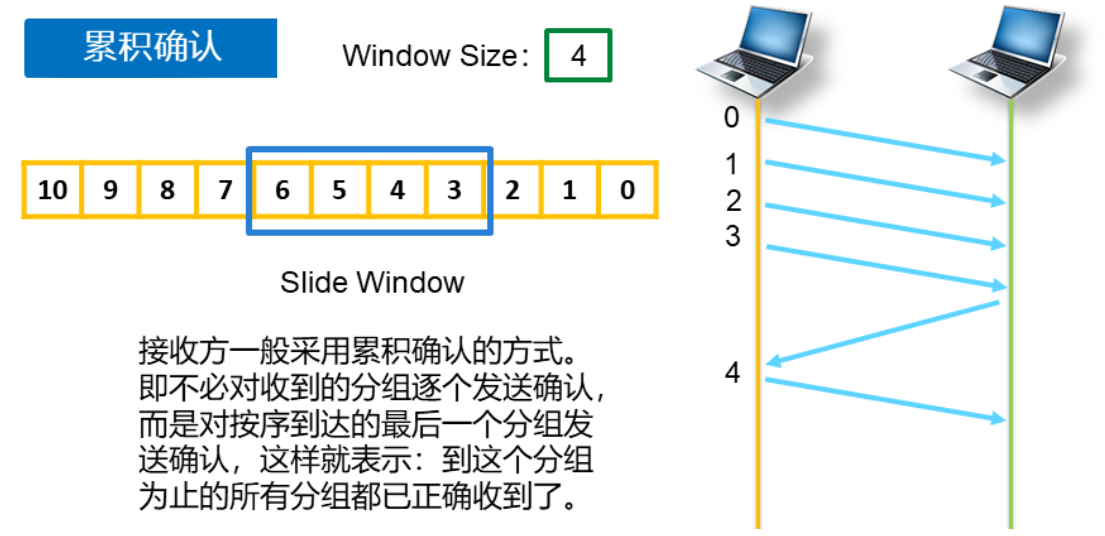 累积确认
Window Size： 4
10 9 8 7 6 5 4 3 2 1 0
Slide Window
接收方一般采用累积确认的方式。
即不必对收到的分组逐个发送确认，
而是对按序到达的最后一个分组发
送确认，这样就表示：到这个分组
为止的所有分组都已正确收到了。
0
1
2
3
4